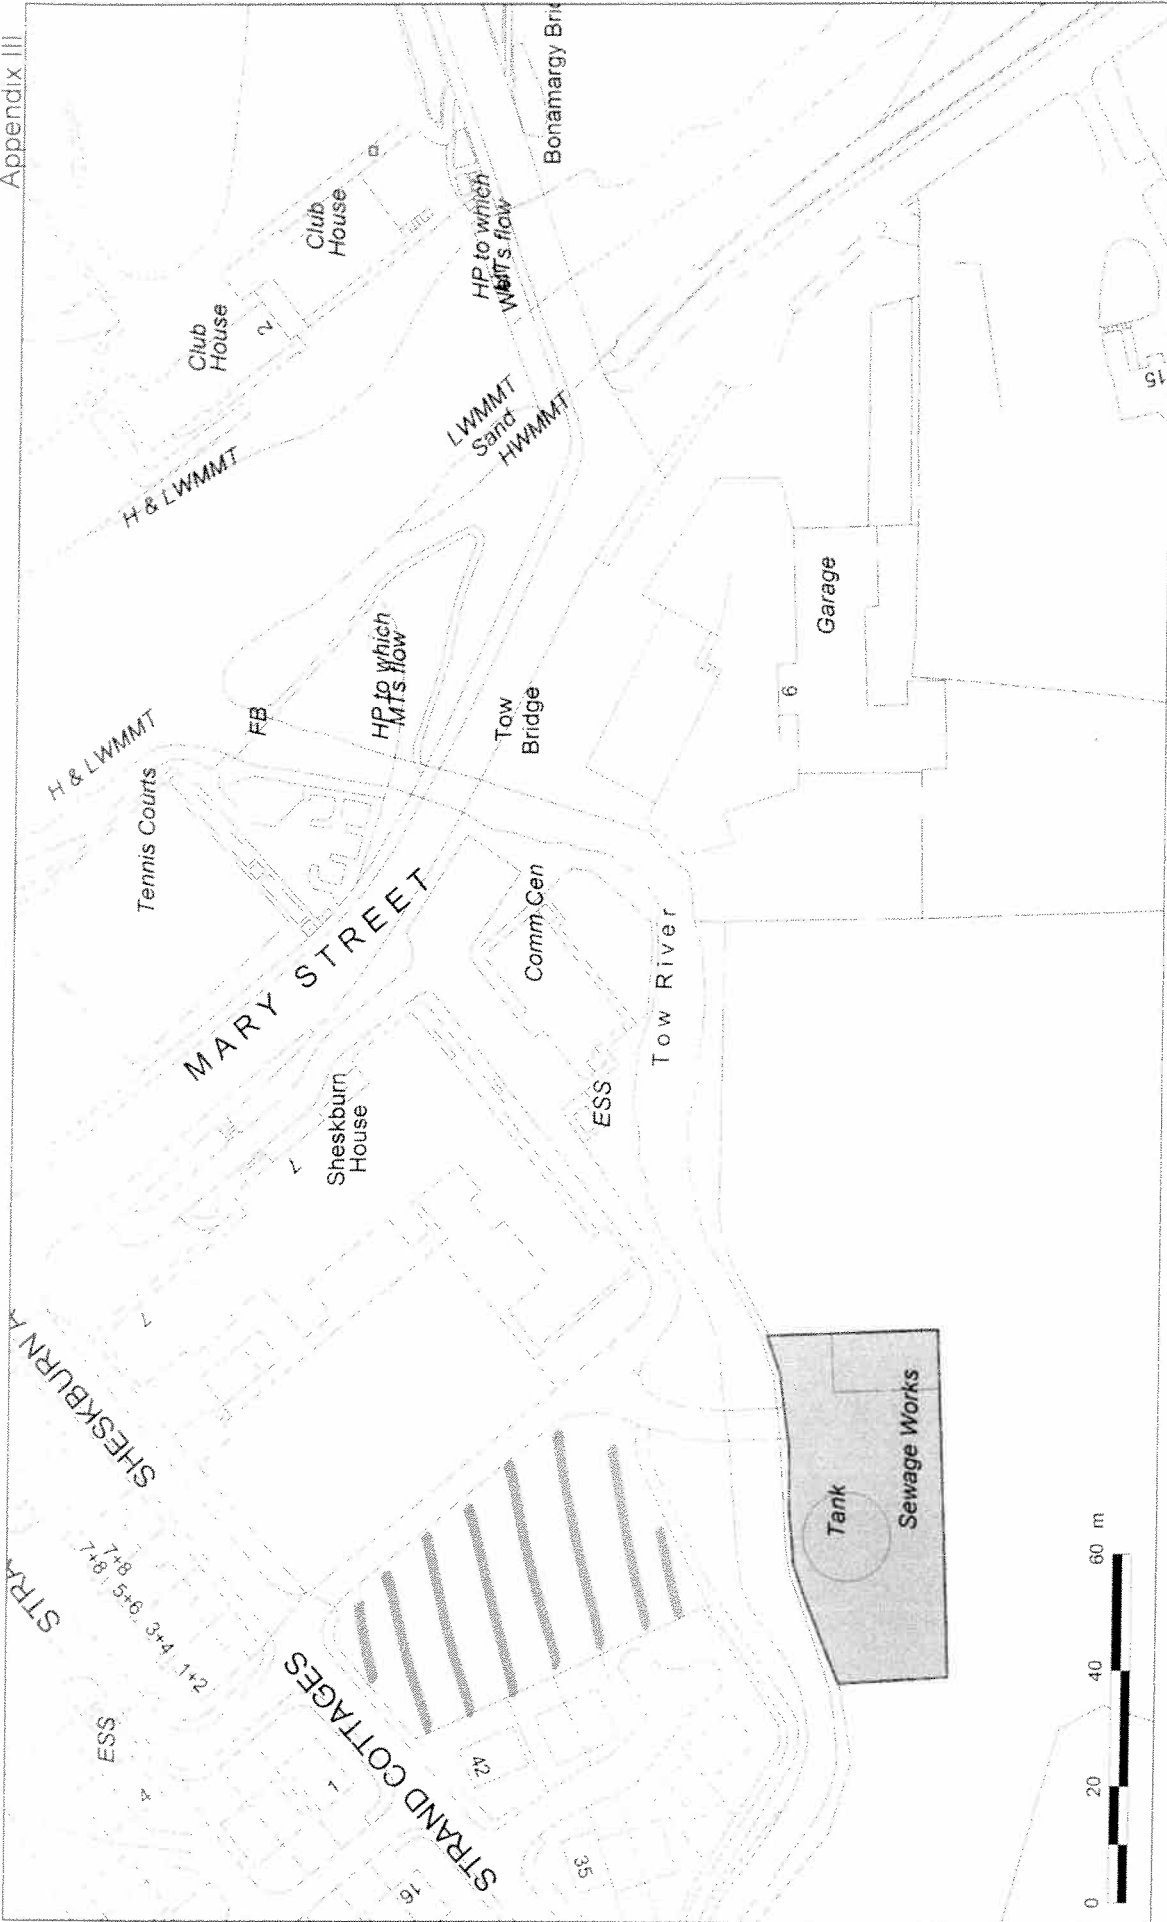 Appendix III
Club
House
Club
House
2
HP to which
flow
Bonamargy
H & LWMMT
LWMMT
Sand
HWMMT
15
H & LWMMT
FB
HP to which
MTs flow
Tow
Bridge
Garage
6
Tennis Courts
MARY STREET
Comm Cen
Tow River
Sheskburn
House
7
ESS
7
SHESKBURN A
STRA
7+8
7+8
5+6
3+4
1+2
Tank
Sewage Works
ESS
4
1
STRAND COTTAGES
42
35
16
0
20
40
60 m